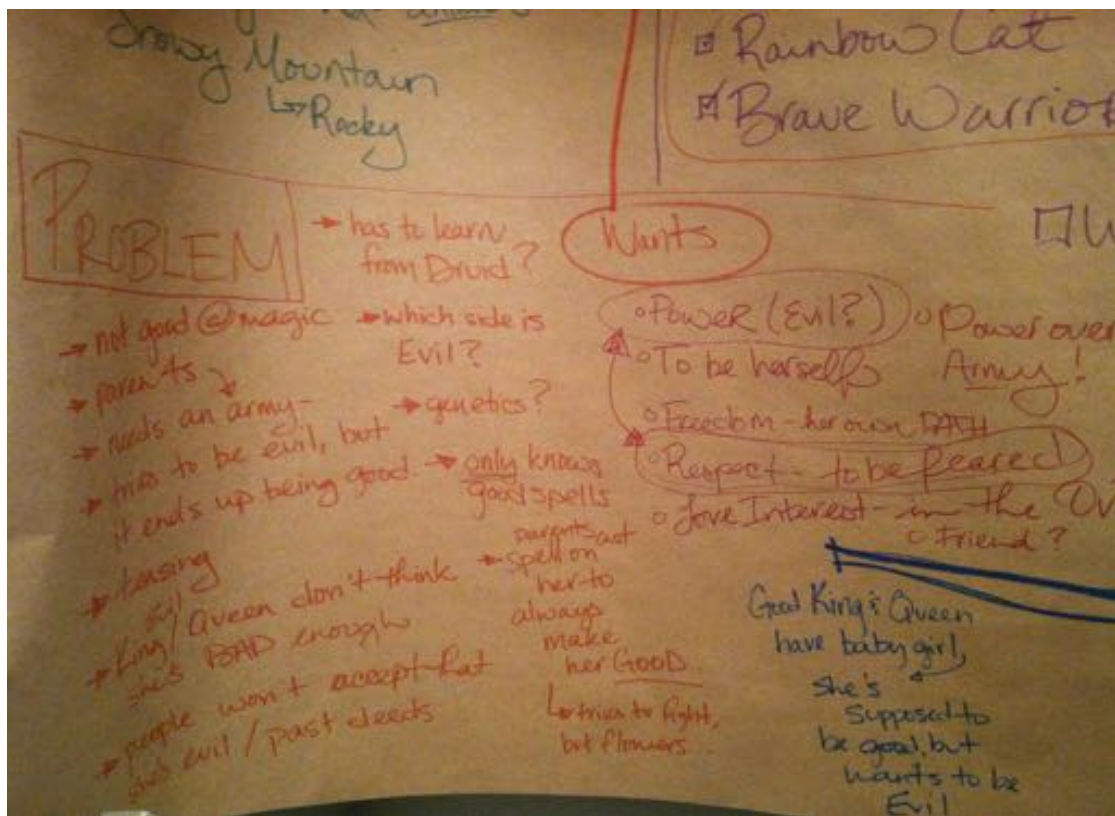 Snowy Mountain
↳ Rocky
Rainbow Cat
Brave Warrior
PROBLEM
→ not good @ magic
→ parents
→ needs an army -
→ tries to be evil, but
it ends up being good.
→ teasing
→ King/Queen don't think
she's BAD enough
→ people won't accept that
she's evil / past deeds
→ has to learn
from Druid?
→ which side is
Evil?
→ genetics?
→ only knows
good spells
→ parents cast
spell on
her to
always
make
her GOOD.
↳ tries to fight,
but flowers.
Wants
o Power (Evil?)
o To be herself
o Freedom - her own PATH
o Respect - to be feared
o Love Interest - in the
o Friend?
o Power over
Army!
Good King & Queen
have baby girl,
she's
supposed to
be good, but
wants to be
Evil